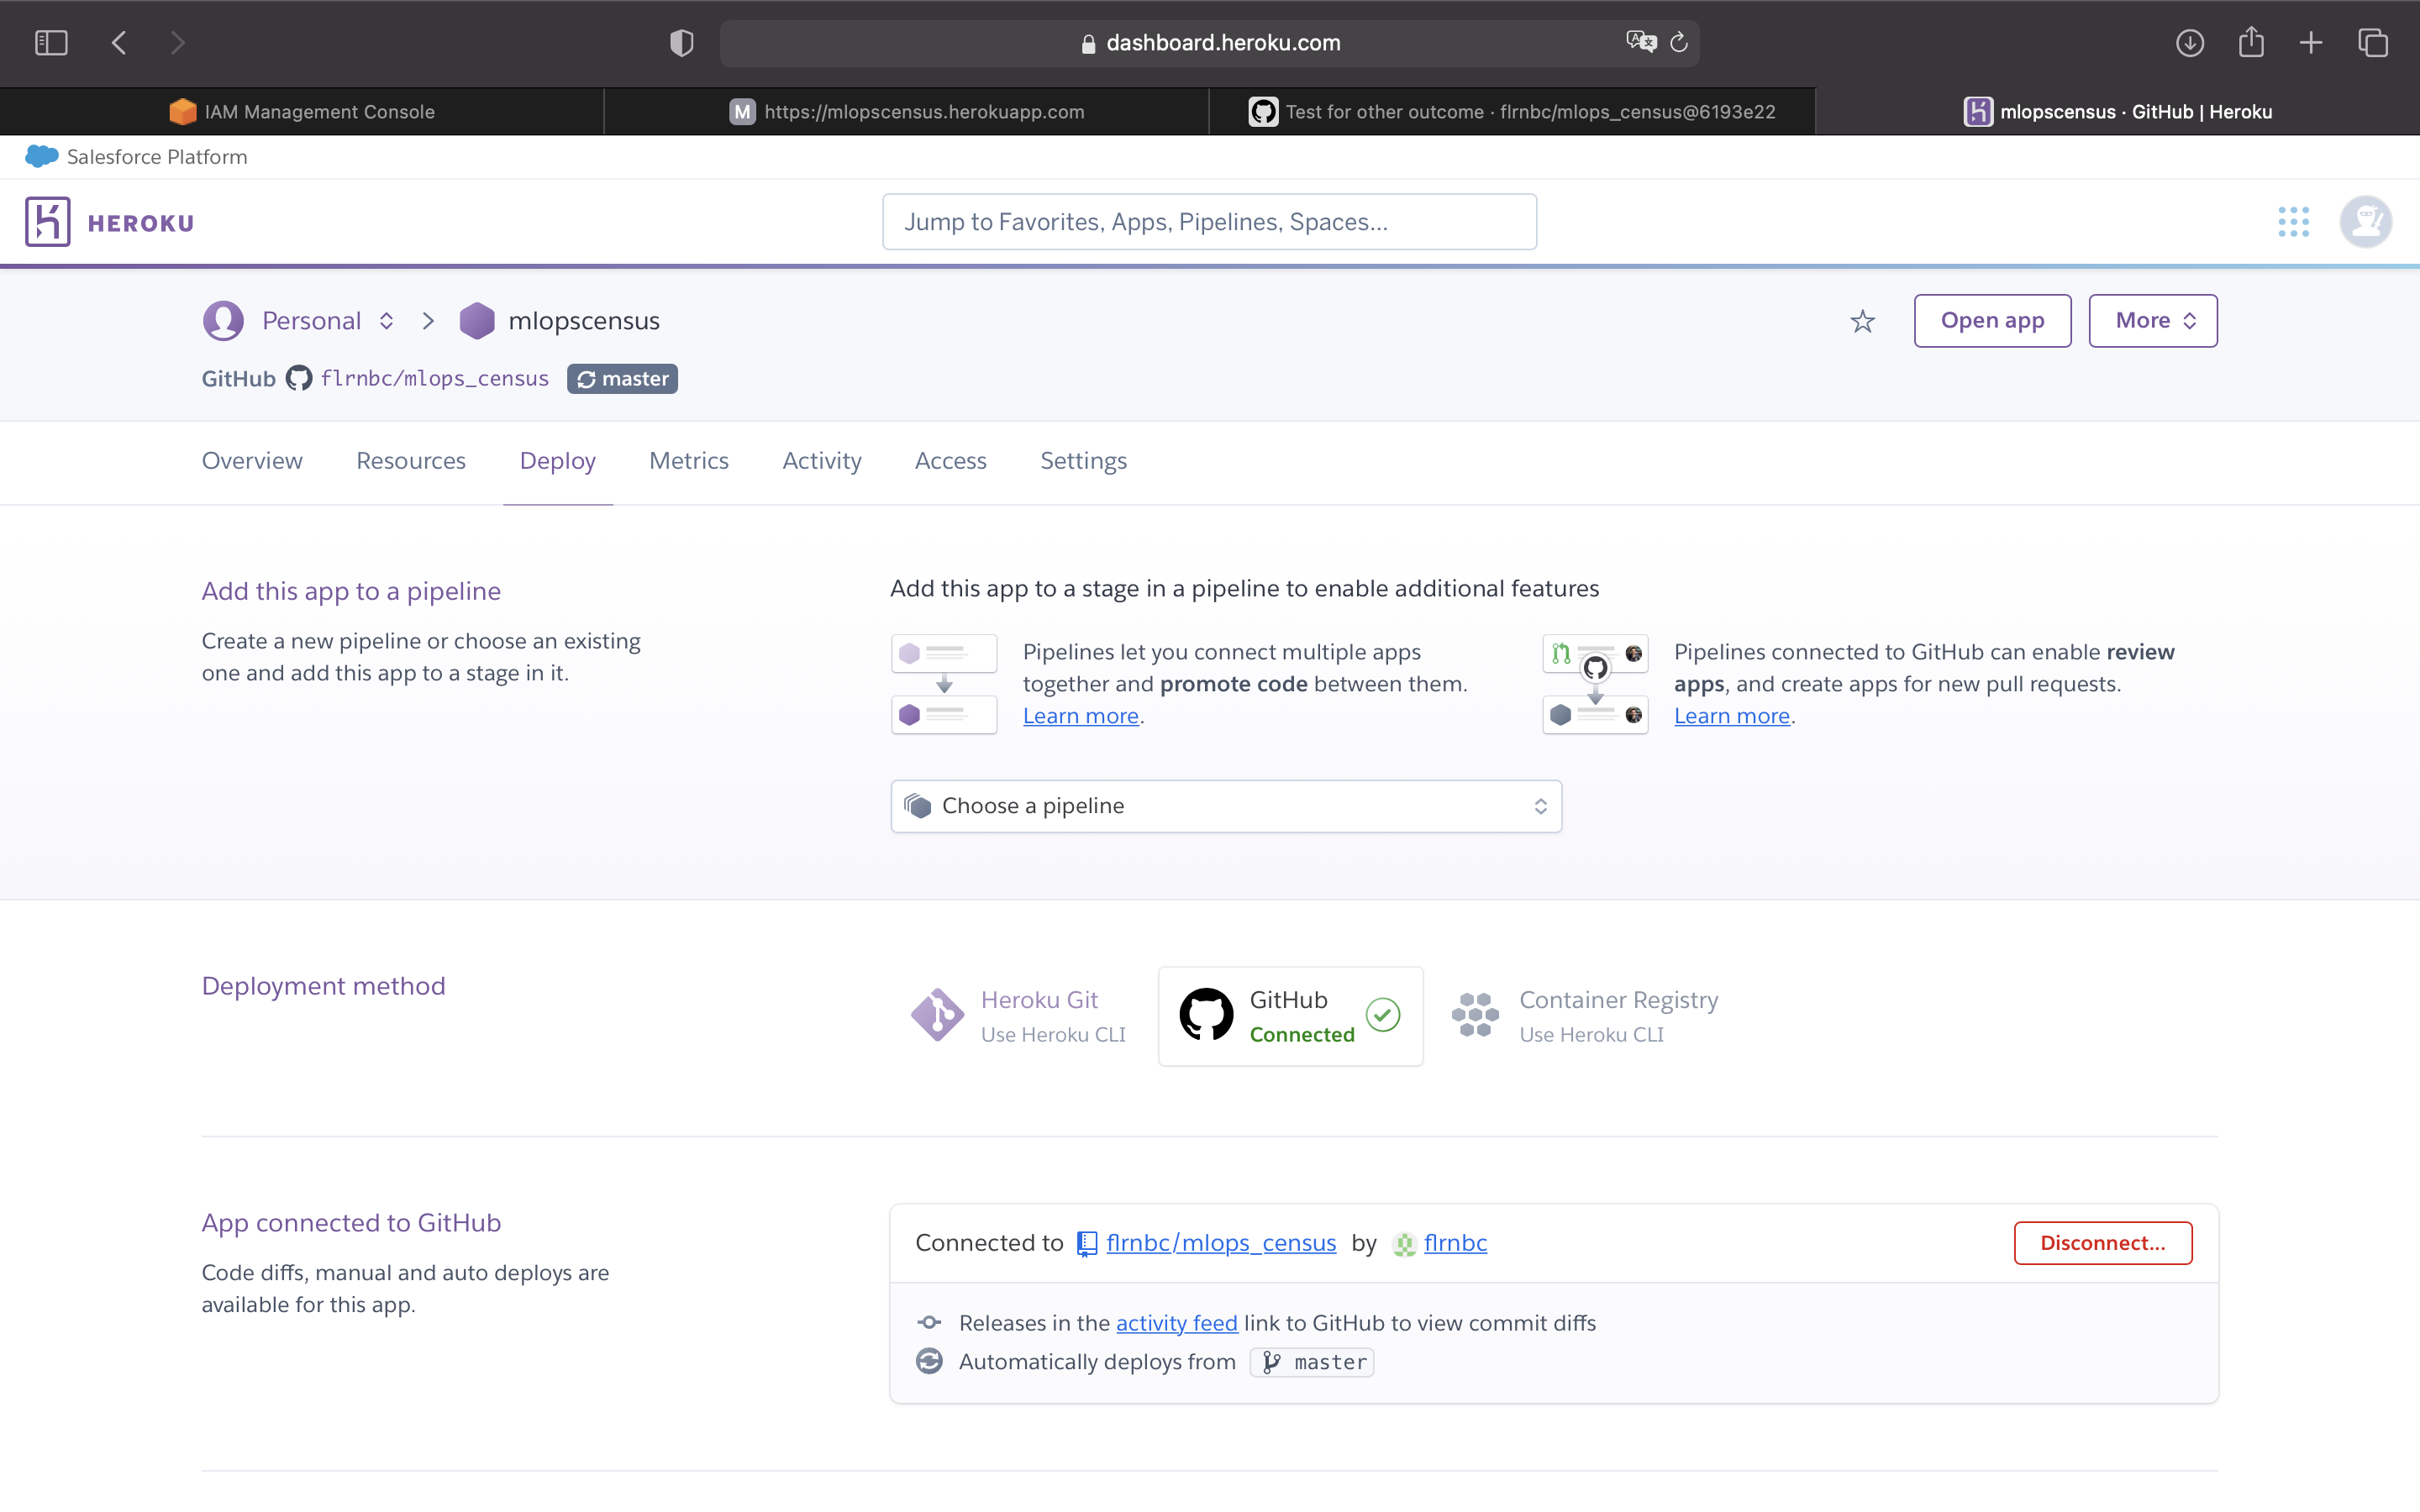 dashboard.heroku.com
IAM Management Console
M https://mlopscensus.herokuapp.com
Test for other outcome · flrnbc/mlops_census@6193e22
mlopscensus · GitHub | Heroku
Salesforce Platform
HEROKU
Jump to Favorites, Apps, Pipelines, Spaces...
Personal
mlopscensus
Open app
More
GitHub flrnbc/mlops_census master
Overview
Resources
Deploy
Metrics
Activity
Access
Settings
Add this app to a pipeline
Create a new pipeline or choose an existing
one and add this app to a stage in it.
Add this app to a stage in a pipeline to enable additional features
Pipelines let you connect multiple apps
together and promote code between them.
Learn more.
Pipelines connected to GitHub can enable review
apps, and create apps for new pull requests.
Learn more.
Choose a pipeline
Deployment method
Heroku Git
Use Heroku CLI
GitHub
Connected
Container Registry
Use Heroku CLI
App connected to GitHub
Code diffs, manual and auto deploys are
available for this app.
Connected to flrnbc/mlops_census by flrnbc
Disconnect...
Releases in the activity feed link to GitHub to view commit diffs
Automatically deploys from master